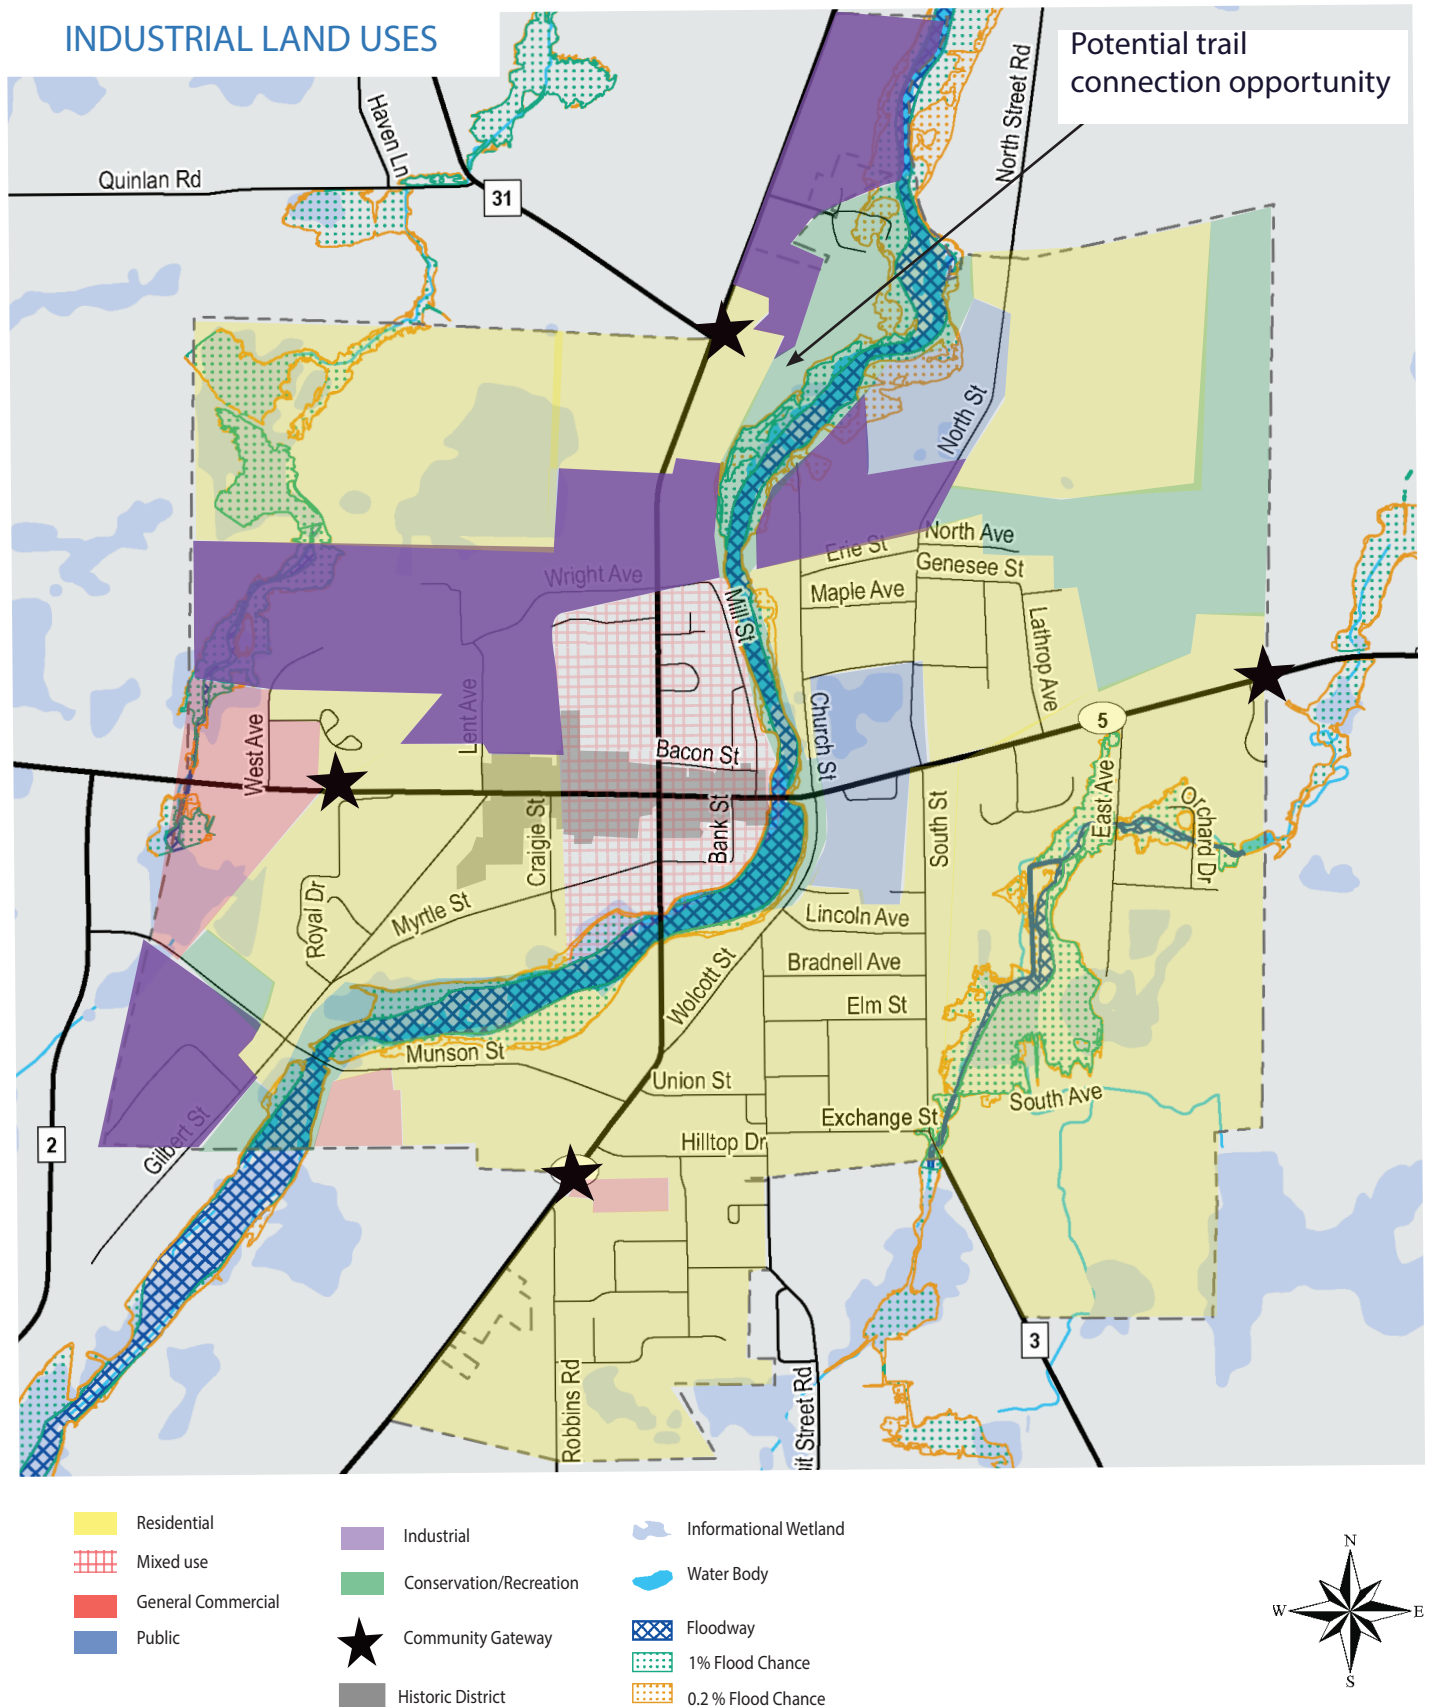 INDUSTRIAL LAND USES
Potential trail
connection opportunity
North Street Rd
Haven Ln
Quinlan Rd
31
North St
North Ave
Erie St
Genesee St
Wright Ave
Maple Ave
Mill St
Lathrop Ave
Lent Ave
West Ave
Church St
5
Bacon St
East Ave
Orchard Dr
South St
Bank St
Craigie St
Royal Dr
Myrtle St
Lincoln Ave
Bradnell Ave
Wolcott St
Elm St
Munson St
Union St
South Ave
Exchange St
2
Gilbert St
Hilltop Dr
3
Robbins Rd
it Street Rd
Residential
Mixed use
General Commercial
Public
Industrial
Conservation/Recreation
Community Gateway
Historic District
Informational Wetland
Water Body
Floodway
1% Flood Chance
0.2 % Flood Chance
N
W
E
S